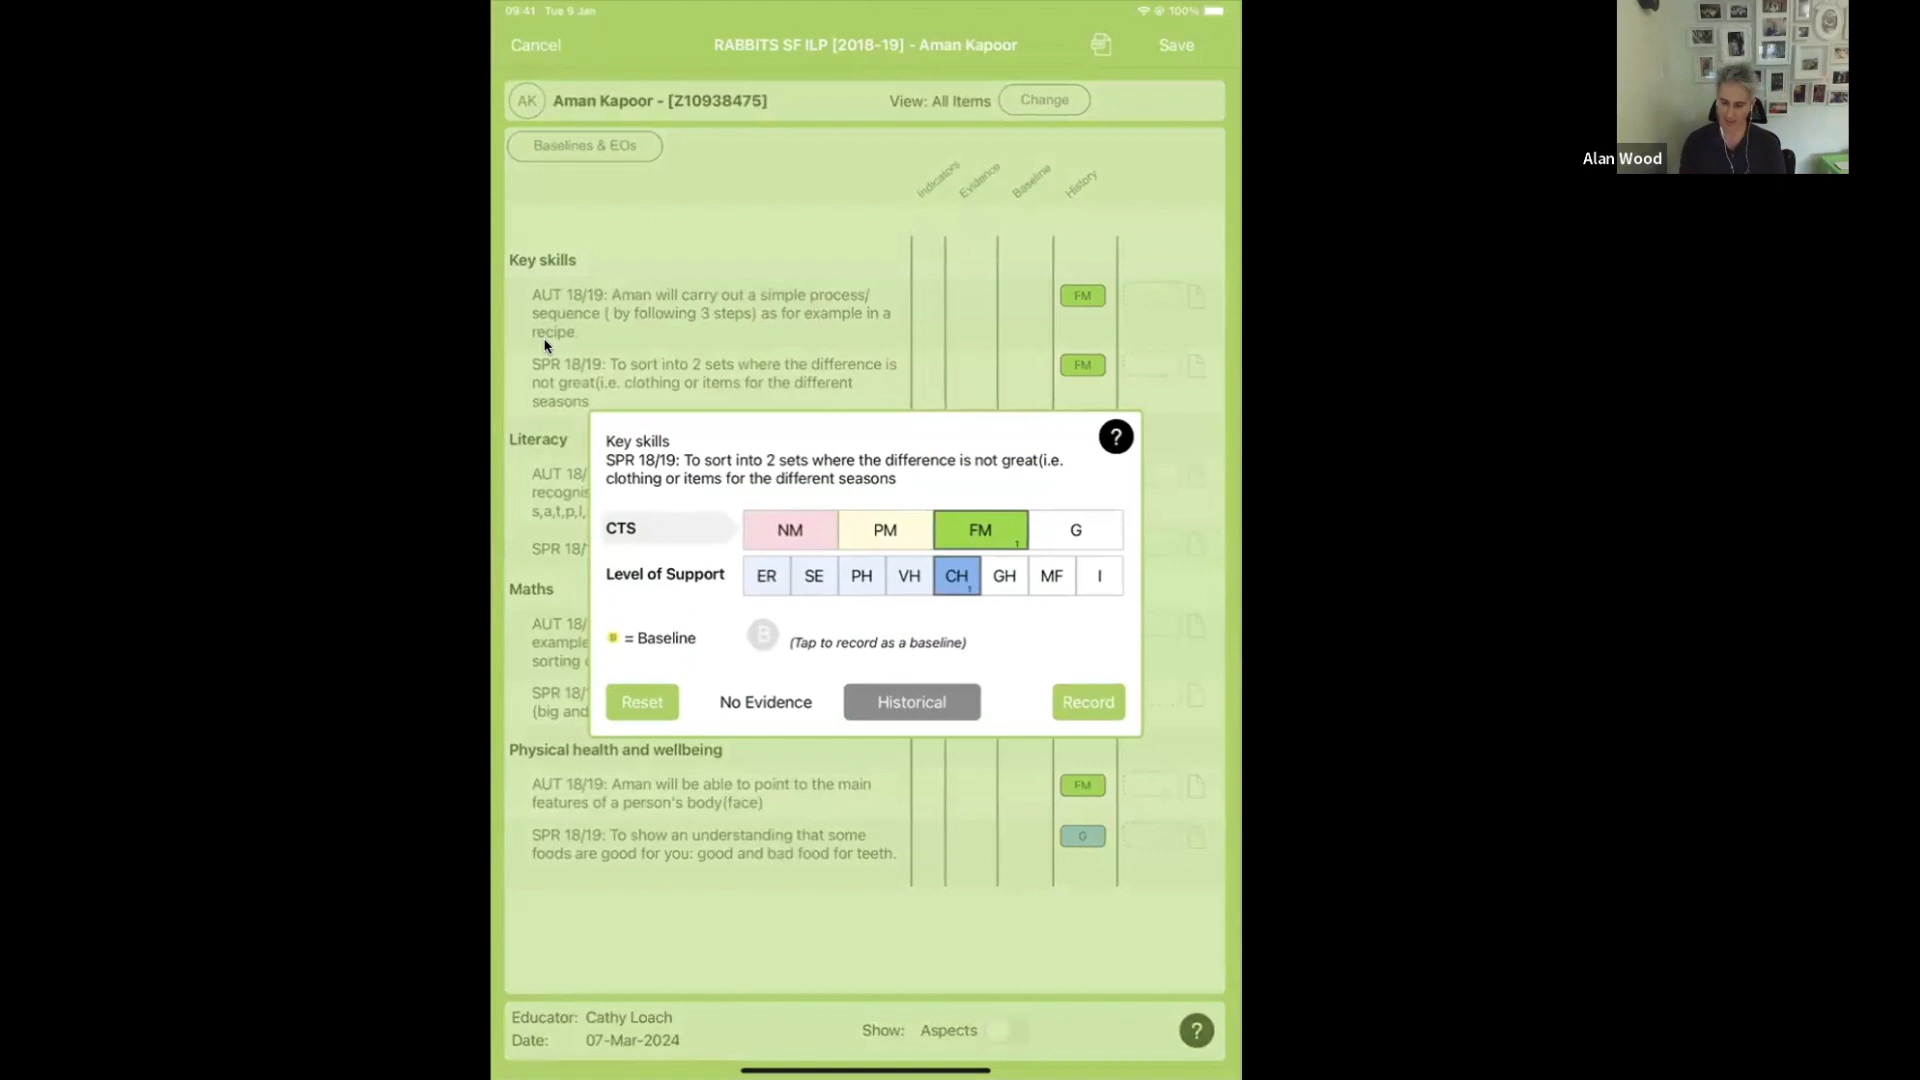 09:41 Tue 9 Jan
100%
Cancel
RABBITS SF ILP [2018-19] - Aman Kapoor
Save
AK
Aman Kapoor - [Z10938475]
View: All Items
Change
Baselines & EOs
Indicators
Evidence
Baseline
History
Key skills
AUT 18/19: Aman will carry out a simple process/
sequence ( by following 3 steps) as for example in a
recipe.
FM
SPR 18/19: To sort into 2 sets where the difference is
not great(i.e. clothing or items for the different
seasons
FM
Literacy
AUT 18/
recognis
s,a,t,p,l,
SPR 18/
Maths
AUT 18/
example
sorting
SPR 18/
(big and
Key skills
SPR 18/19: To sort into 2 sets where the difference is not great(i.e.
clothing or items for the different seasons
?
CTS
NM
PM
FM
1
G
Level of Support
ER
SE
PH
VH
CH
1
GH
MF
I
B = Baseline
B
(Tap to record as a baseline)
Reset
No Evidence
Historical
Record
Physical health and wellbeing
AUT 18/19: Aman will be able to point to the main
features of a person's body(face)
FM
SPR 18/19: To show an understanding that some
foods are good for you: good and bad food for teeth.
G
Educator: Cathy Loach
Date: 07-Mar-2024
Show: Aspects
?
Alan Wood